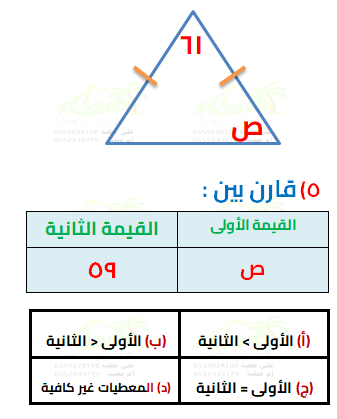 ٦١
ص
٥) قارن بين :
القيمة الأولى
القيمة الثانية
ص
٥٩
(أ) الأولى > الثانية
(ب) الأولى < الثانية
(ج) الأولى = الثانية
(د) المعطيات غير كافية